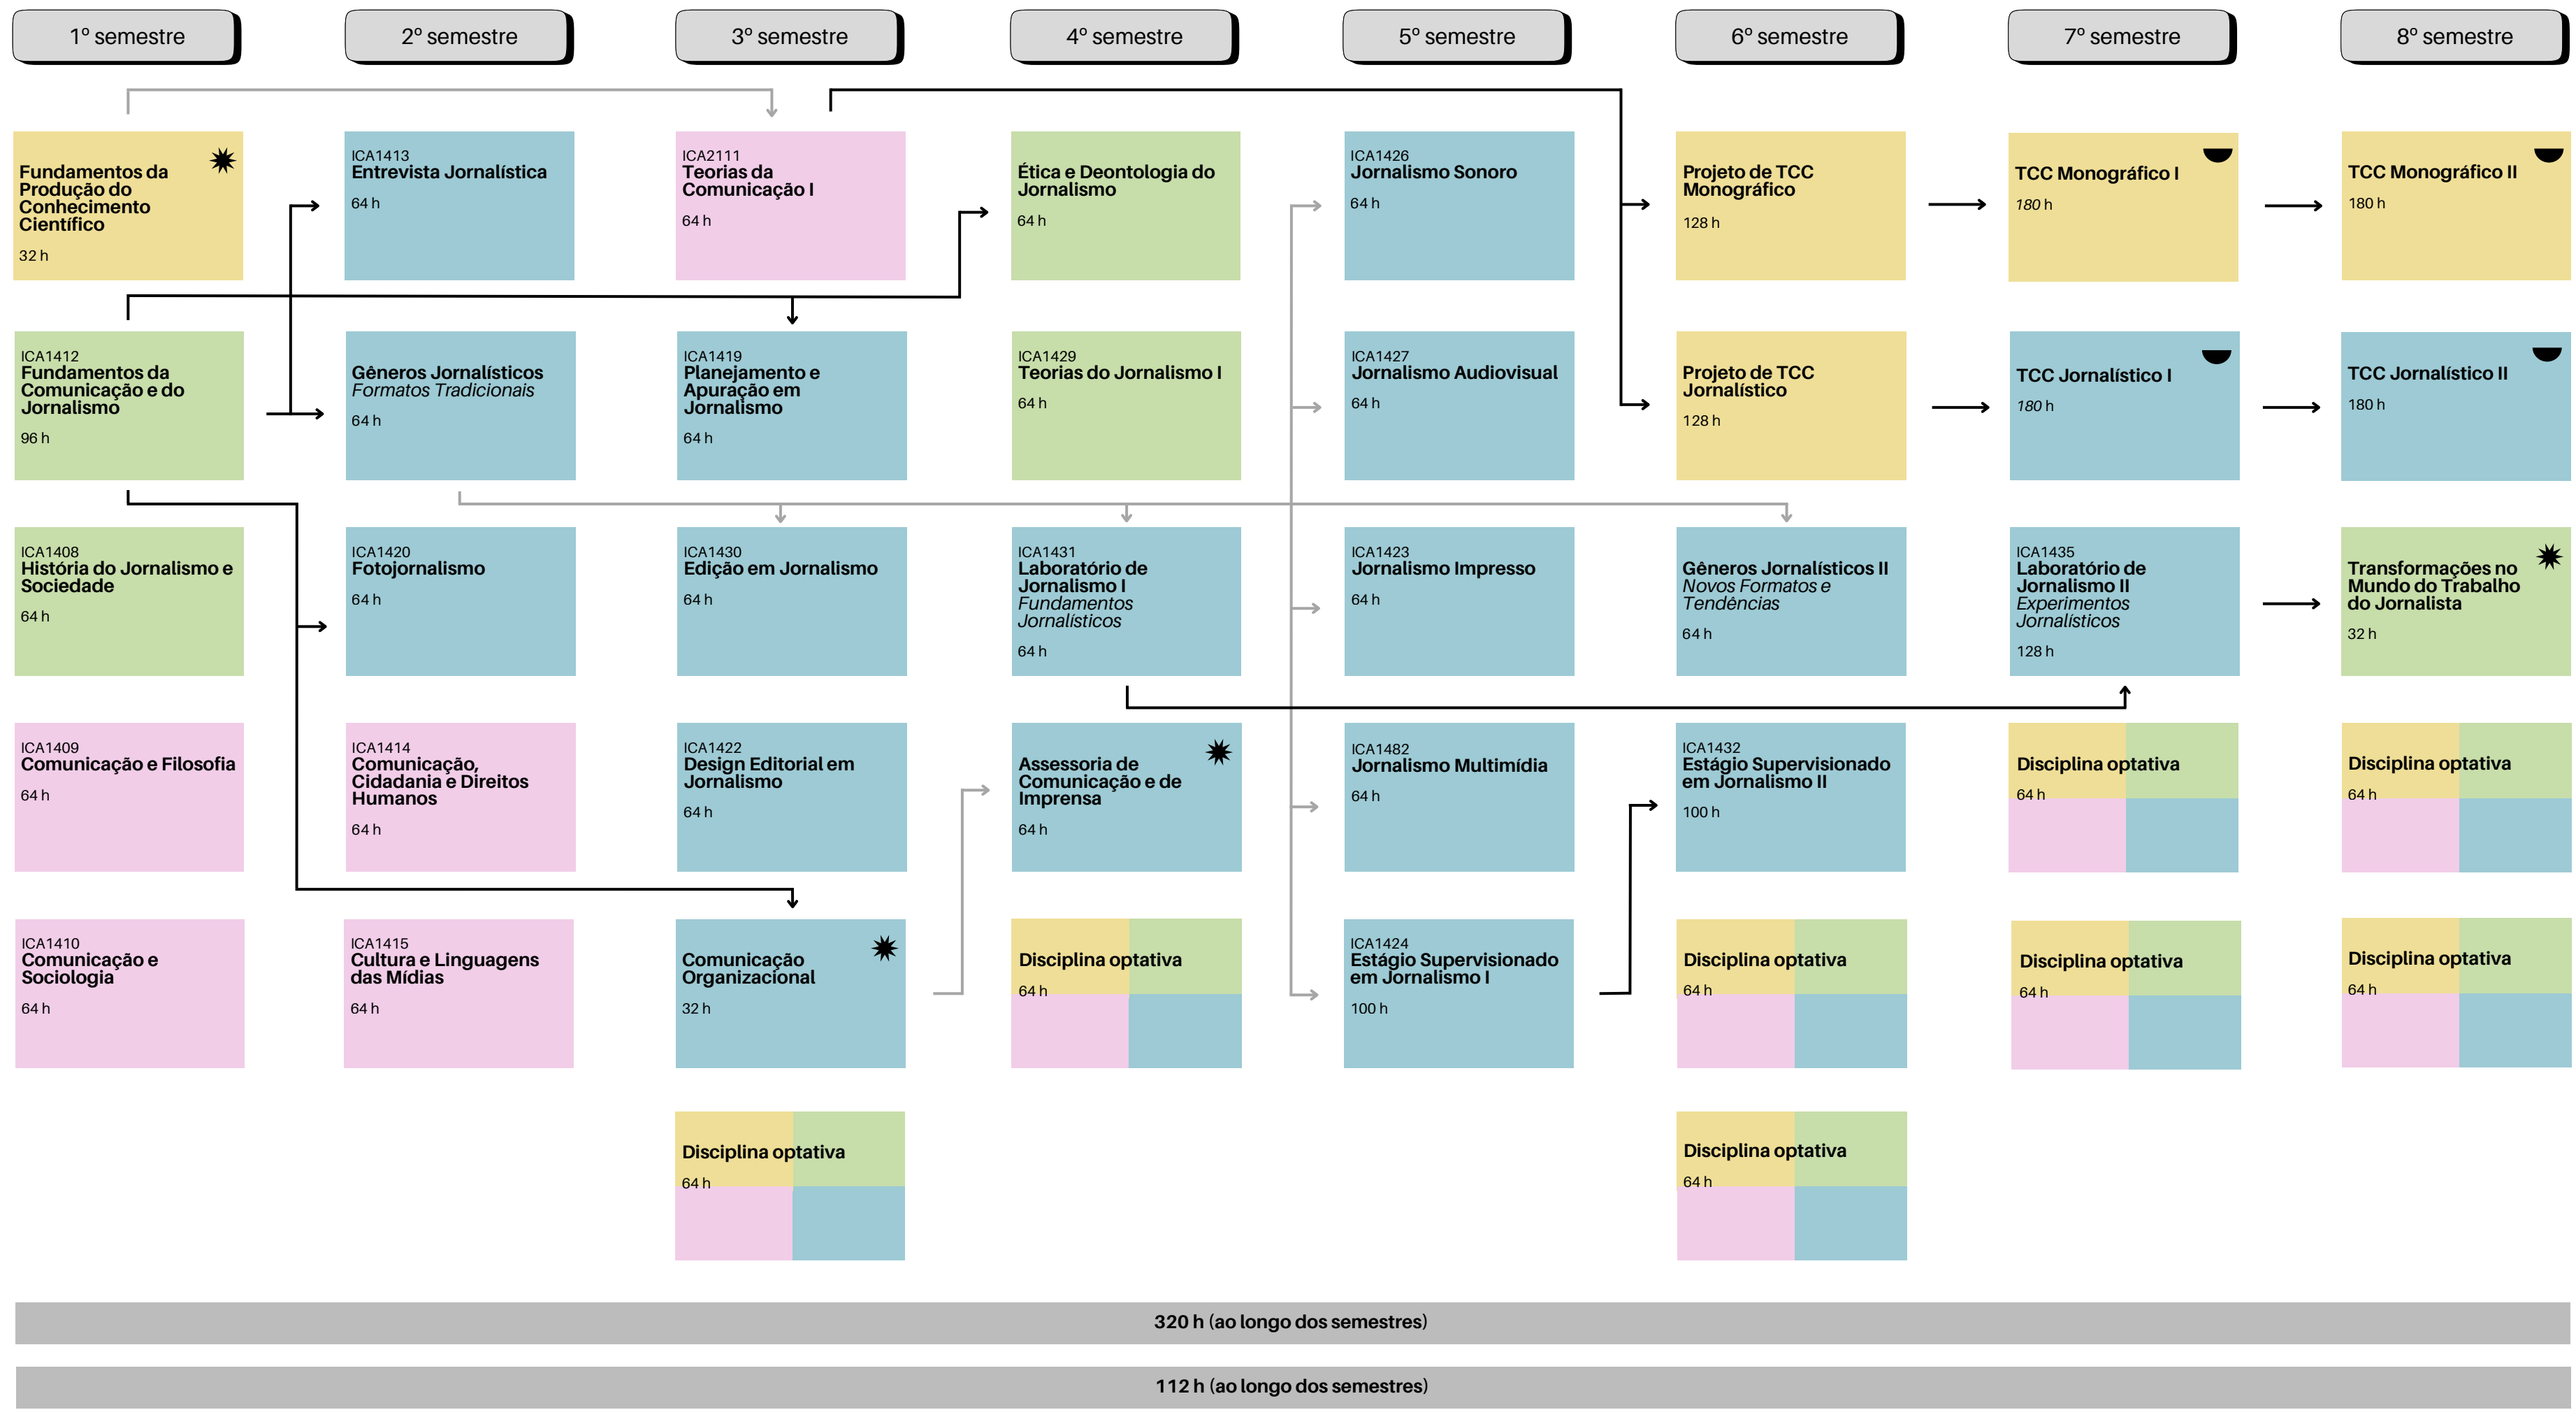 1º semestre
2º semestre
3º semestre
4º semestre
5º semestre
6º semestre
7º semestre
8º semestre
Fundamentos da
Produção do
Conhecimento
Científico
32 h
ICA1413
Entrevista Jornalística
64 h
ICA2111
Teorias da
Comunicação I
64 h
Ética e Deontologia do
Jornalismo
64 h
ICA1426
Jornalismo Sonoro
64 h
Projeto de TCC
Monográfico
128 h
TCC Monográfico I
180 h
TCC Monográfico II
180 h
ICA1412
Fundamentos da
Comunicação e do
Jornalismo
96 h
Gêneros Jornalísticos
Formatos Tradicionais
64 h
ICA1419
Planejamento e
Apuração em
Jornalismo
64 h
ICA1429
Teorias do Jornalismo I
64 h
ICA1427
Jornalismo Audiovisual
64 h
Projeto de TCC
Jornalístico
128 h
TCC Jornalístico I
180 h
TCC Jornalístico II
180 h
ICA1408
História do Jornalismo e
Sociedade
64 h
ICA1420
Fotojornalismo
64 h
ICA1430
Edição em Jornalismo
64 h
ICA1431
Laboratório de
Jornalismo I
Fundamentos
Jornalísticos
64 h
ICA1423
Jornalismo Impresso
64 h
Gêneros Jornalísticos II
Novos Formatos e
Tendências
64 h
ICA1435
Laboratório de
Jornalismo II
Experimentos
Jornalísticos
128 h
Transformações no
Mundo do Trabalho
do Jornalista
32 h
ICA1409
Comunicação e Filosofia
64 h
ICA1414
Comunicação,
Cidadania e Direitos
Humanos
64 h
ICA1422
Design Editorial em
Jornalismo
64 h
Assessoria de
Comunicação e de
Imprensa
64 h
ICA1482
Jornalismo Multimídia
64 h
ICA1432
Estágio Supervisionado
em Jornalismo II
100 h
Disciplina optativa
64 h
Disciplina optativa
64 h
ICA1410
Comunicação e
Sociologia
64 h
ICA1415
Cultura e Linguagens
das Mídias
64 h
Comunicação
Organizacional
32 h
Disciplina optativa
64 h
ICA1424
Estágio Supervisionado
em Jornalismo I
100 h
Disciplina optativa
64 h
Disciplina optativa
64 h
Disciplina optativa
64 h
Disciplina optativa
64 h
Disciplina optativa
64 h
320 h (ao longo dos semestres)
112 h (ao longo dos semestres)